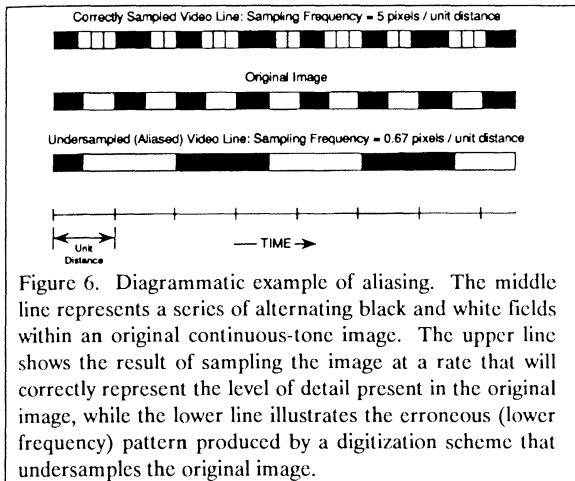 Correctly Sampled Video Line: Sampling Frequency = 5 pixels / unit distance
Original Image
Undersampled (Aliased) Video Line: Sampling Frequency = 0.67 pixels / unit distance
Unit
Distance
TIME
Figure 6. Diagrammatic example of aliasing. The middle
line represents a series of alternating black and white fields
within an original continuous-tone image. The upper line
shows the result of sampling the image at a rate that will
correctly represent the level of detail present in the original
image, while the lower line illustrates the erroneous (lower
frequency) pattern produced by a digitization scheme that
undersamples the original image.